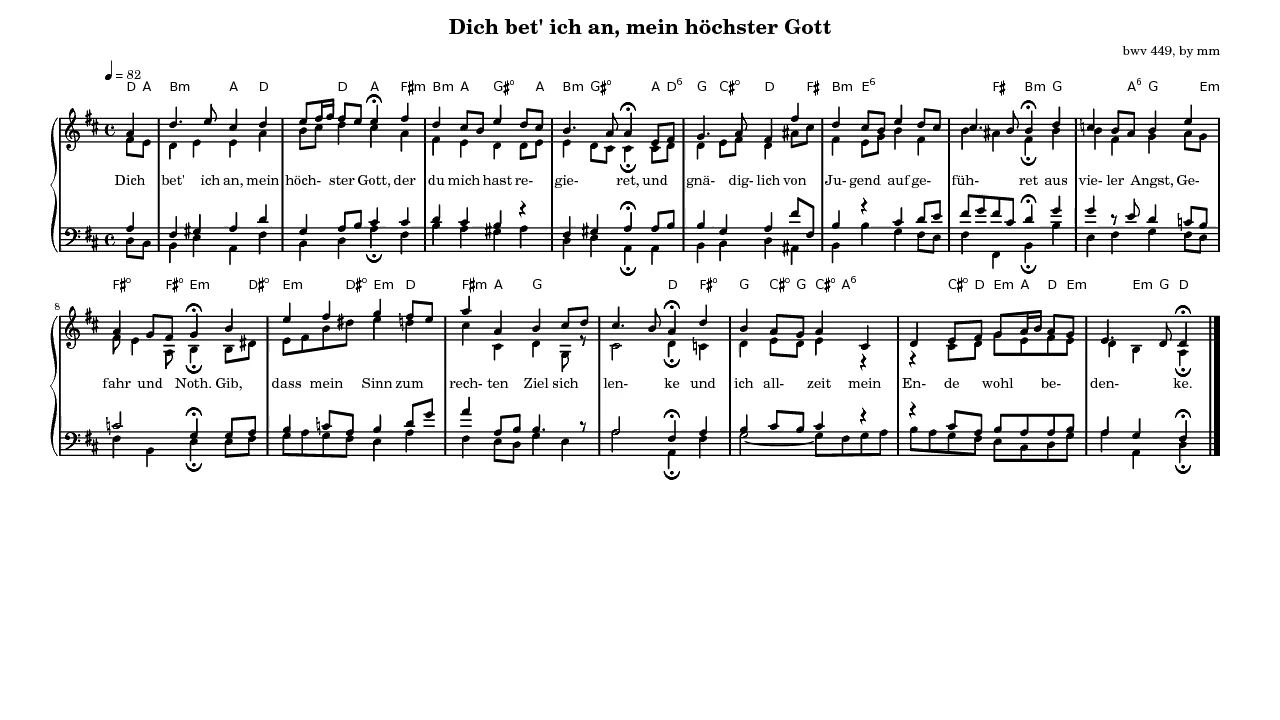 Dich bet' ich an, mein höchster Gott
bwv 449, by mm
= 82
D A Bm A D D A F♯m Bm A G♯o A Bm G♯o A D6 G C♯o D F♯ Bm E6 F♯ Bm G A6 G Em
Dich bet' ich an, mein höch- ster Gott, der du mich hast re- gie- ret, und gnä- dig- lich von Ju- gend auf ge- füh- ret aus vie- ler Angst, Ge-
F♯o F♯o Em D♯o Em D♯o Em D F♯m A G D F♯o G C♯o G C♯o A6 C♯o D Em A D Em Em G D
8
fahr und Noth. Gib, dass mein Sinn zum rech- ten Ziel sich len- ke und ich all- zeit mein En- de wohl be- den- ke.